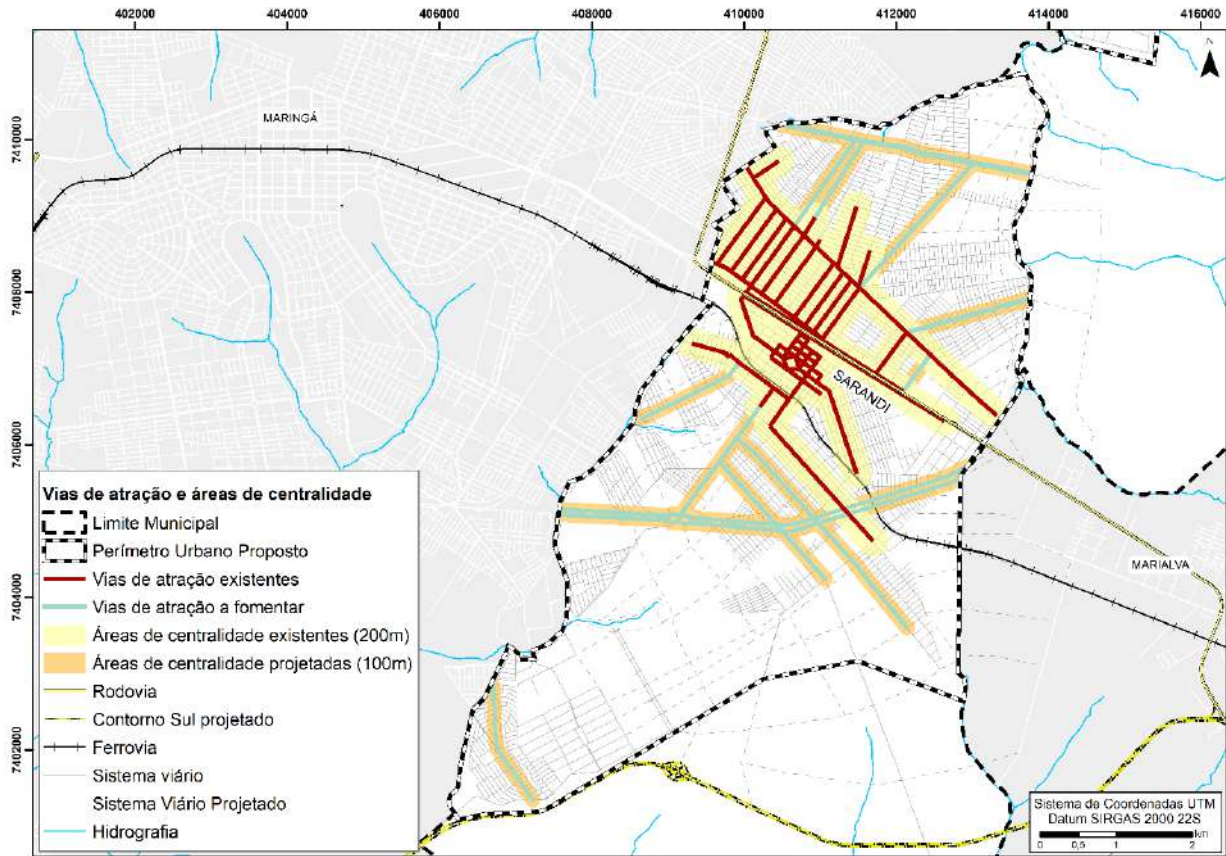 402000 404000 406000 408000 410000 412000 414000 416000
7410000
7408000
7406000
7404000
7402000
N
MARINGÁ
SARANDI
MARIALVA
Vias de atração e áreas de centralidade
Limite Municipal
Perímetro Urbano Proposto
Vias de atração existentes
Vias de atração a fomentar
Áreas de centralidade existentes (200m)
Áreas de centralidade projetadas (100m)
Rodovia
Contorno Sul projetado
Ferrovia
Sistema viário
Sistema Viário Projetado
Hidrografia
Sistema de Coordenadas UTM
Datum SIRGAS 2000 22S
km
0 0,5 1 2